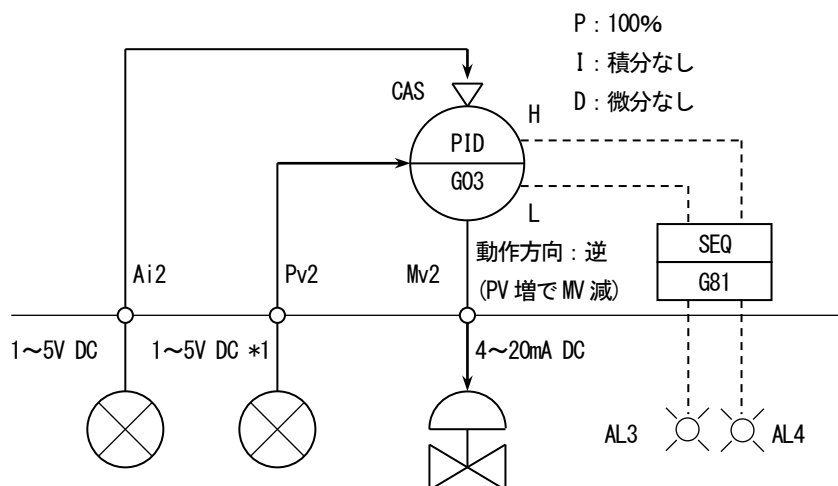 P：100%
I：積分なし
D：微分なし
CAS
H
PID
G03
L
SEQ
G81
Ai2
Pv2
Mv2
動作方向：逆
(PV 増で MV 減)
1～5V DC
1～5V DC *1
4～20mA DC
AL3
AL4